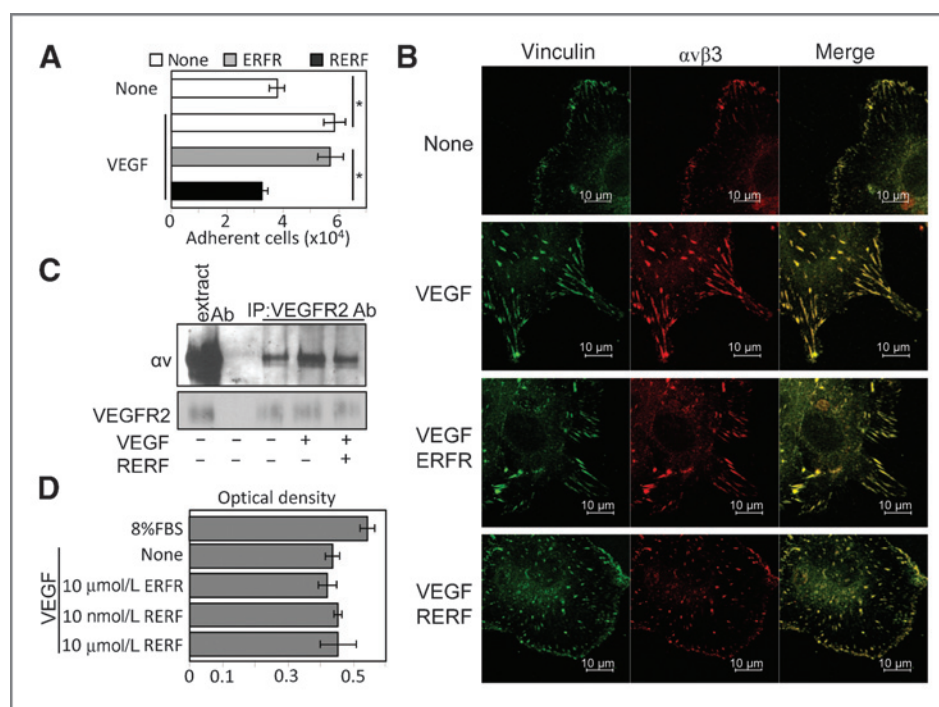 A
None ERFR RERF
None
*
VEGF
*
0 2 4 6
Adherent cells (x10⁴)
B
Vinculin αvβ3 Merge
None
10 µm 10 µm 10 µm
VEGF
10 µm 10 µm 10 µm
VEGF
ERFR
10 µm 10 µm 10 µm
VEGF
RERF
10 µm 10 µm 10 µm
C
extract
Ab
IP:VEGFR2 Ab
αv
VEGFR2
VEGF – – – + +
RERF – – – – +
D
Optical density
8%FBS
None
10 µmol/L ERFR
10 nmol/L RERF
10 µmol/L RERF
VEGF
0 0.1 0.3 0.5